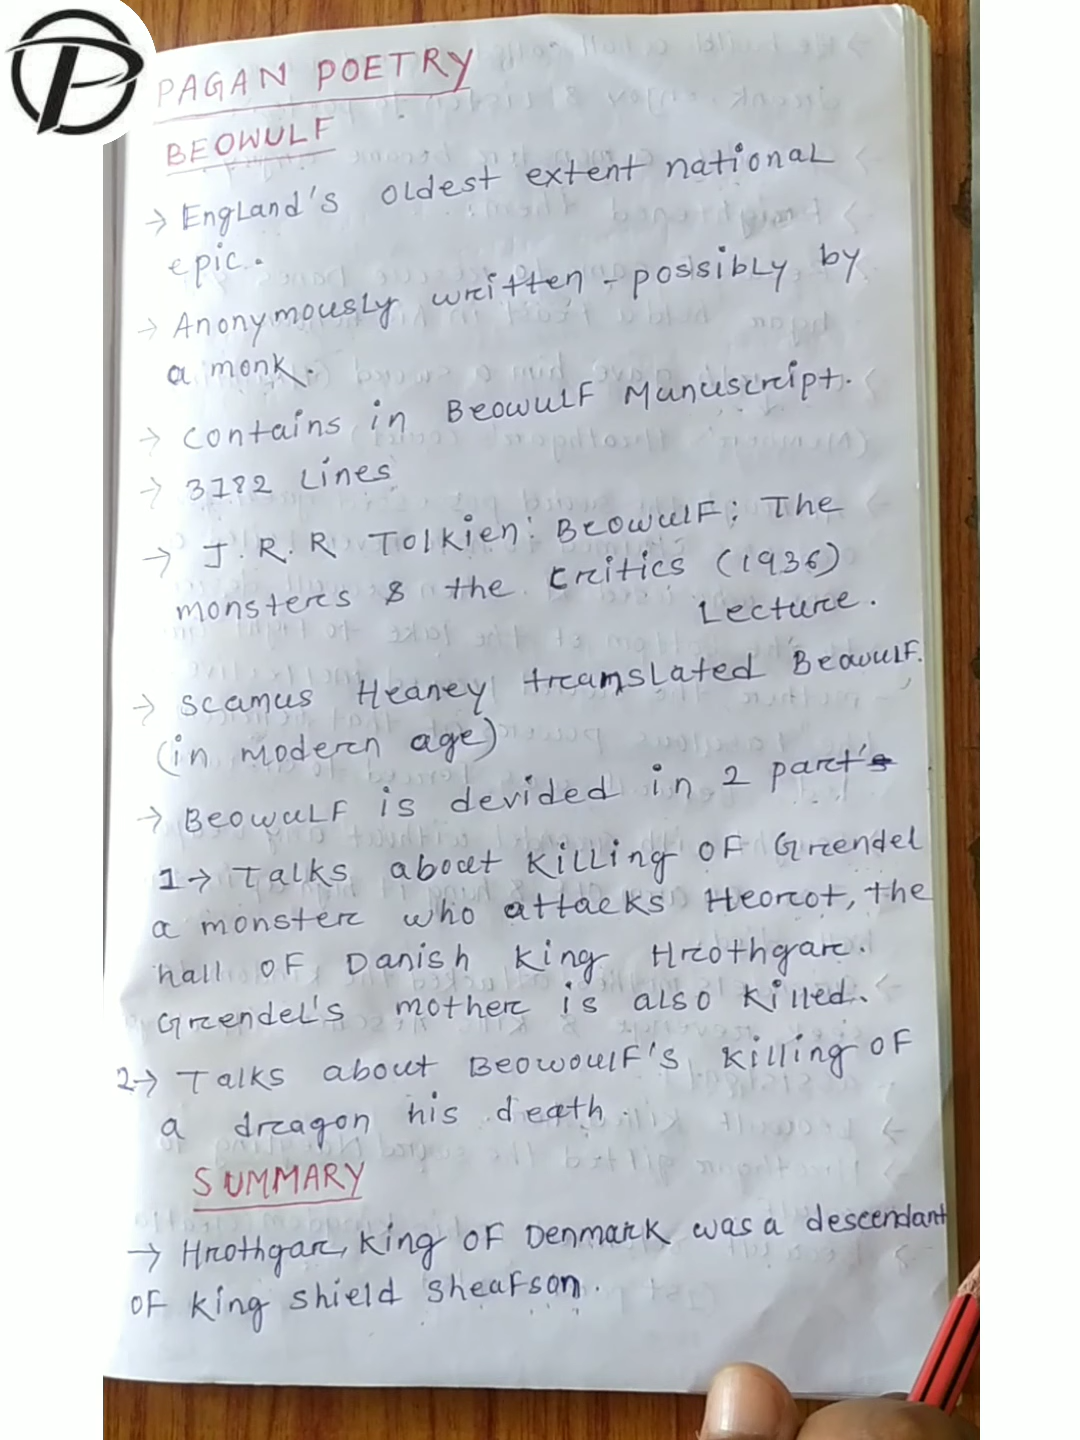 PAGAN POETRY
BEOWULF
→ England's oldest extent national
epic.
→ Anonymously written - possibly by
a monk.
→ contains in Beowulf Manuscript.
→ 3182 Lines
→ J.R.R Tolkien: Beowulf: The
monsters & the critics (1936)
Lecture.
→ Seamus Heaney translated Beowulf.
(in modern age)
→ Beowulf is devided in 2 part's
1→ Talks about killing of Grendel
a monster who attacks Heorot, the
hall of Danish king Hrothgar.
Grendel's mother is also killed.
2→ Talks about Beowoulf's killing of
a dragon his death.
SUMMARY
→ Hrothgar, king of Denmark was a descendant
of king shield sheafson.